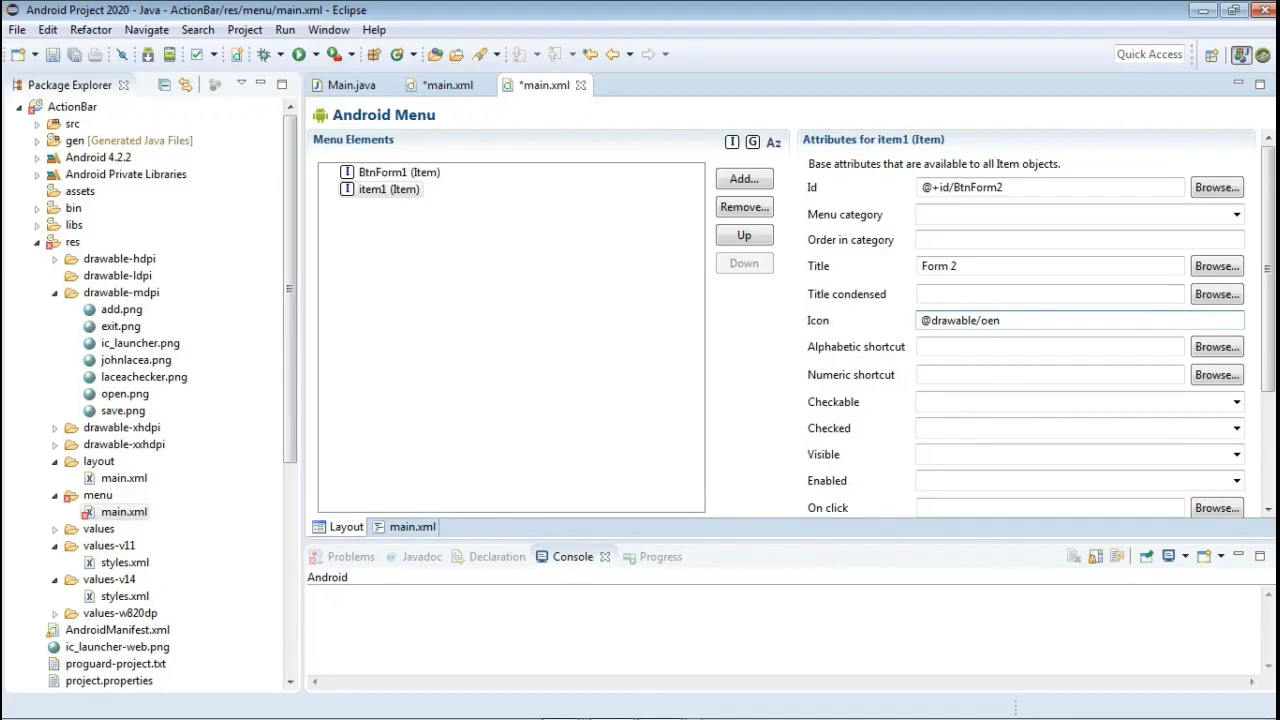 Android Project 2020 - Java - ActionBar/res/menu/main.xml - Eclipse
File Edit Refactor Navigate Search Project Run Window Help
Quick Access
Package Explorer
ActionBar
src
gen [Generated Java Files]
Android 4.2.2
Android Private Libraries
assets
bin
libs
res
drawable-hdpi
drawable-ldpi
drawable-mdpi
add.png
exit.png
ic_launcher.png
johnlacea.png
laceachecker.png
open.png
save.png
drawable-xhdpi
drawable-xxhdpi
layout
main.xml
menu
main.xml
values
values-v11
styles.xml
values-v14
styles.xml
values-w820dp
AndroidManifest.xml
ic_launcher-web.png
proguard-project.txt
project.properties
Main.java *main.xml *main.xml
Android Menu
Menu Elements
I G Az
I BtnForm1 (Item)
I item1 (Item)
Add...
Remove...
Up
Down
Attributes for item1 (Item)
Base attributes that are available to all Item objects.
Id @+id/BtnForm2 Browse...
Menu category
Order in category
Title Form 2 Browse...
Title condensed Browse...
Icon @drawable/oen
Alphabetic shortcut Browse...
Numeric shortcut Browse...
Checkable
Checked
Visible
Enabled
On click Browse...
Layout main.xml
Problems @ Javadoc Declaration Console Progress
Android